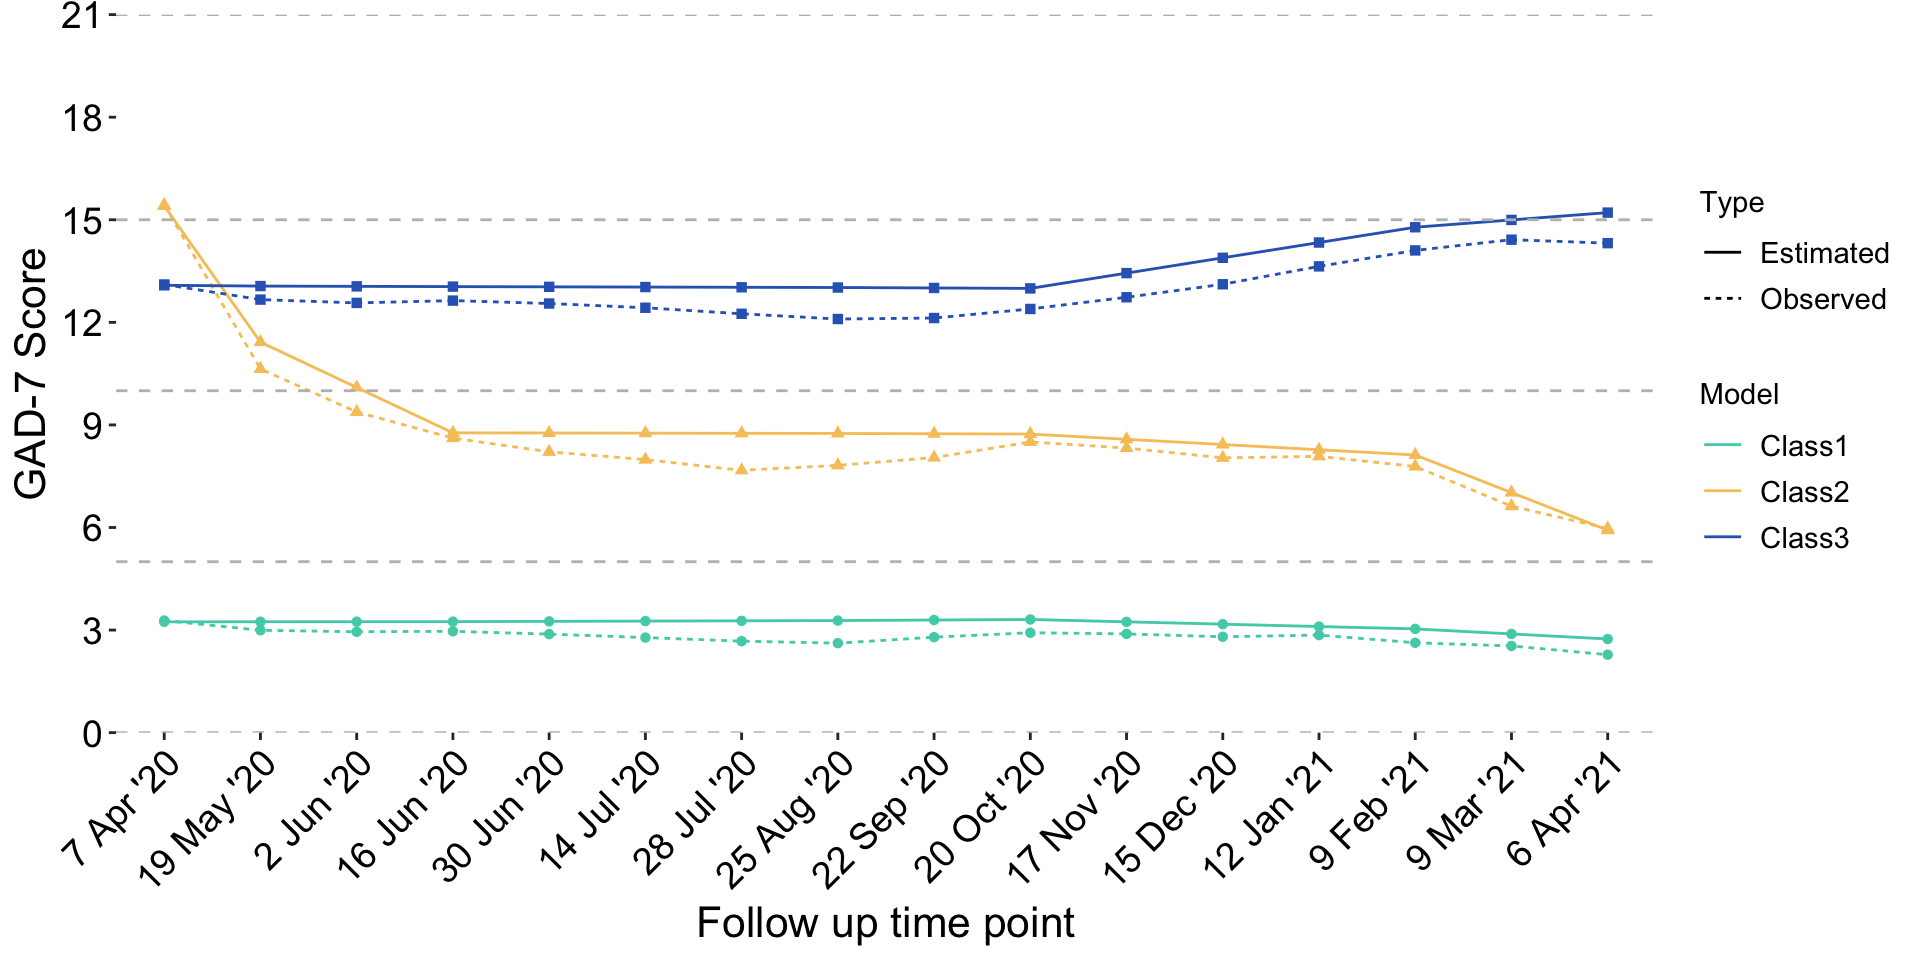 GAD-7 Score
21
18
15
12
9
6
3
0
7 Apr '20
19 May '20
2 Jun '20
16 Jun '20
30 Jun '20
14 Jul '20
28 Jul '20
25 Aug '20
22 Sep '20
20 Oct '20
17 Nov '20
15 Dec '20
12 Jan '21
9 Feb '21
9 Mar '21
6 Apr '21
Follow up time point
Type
Estimated
Observed
Model
Class1
Class2
Class3